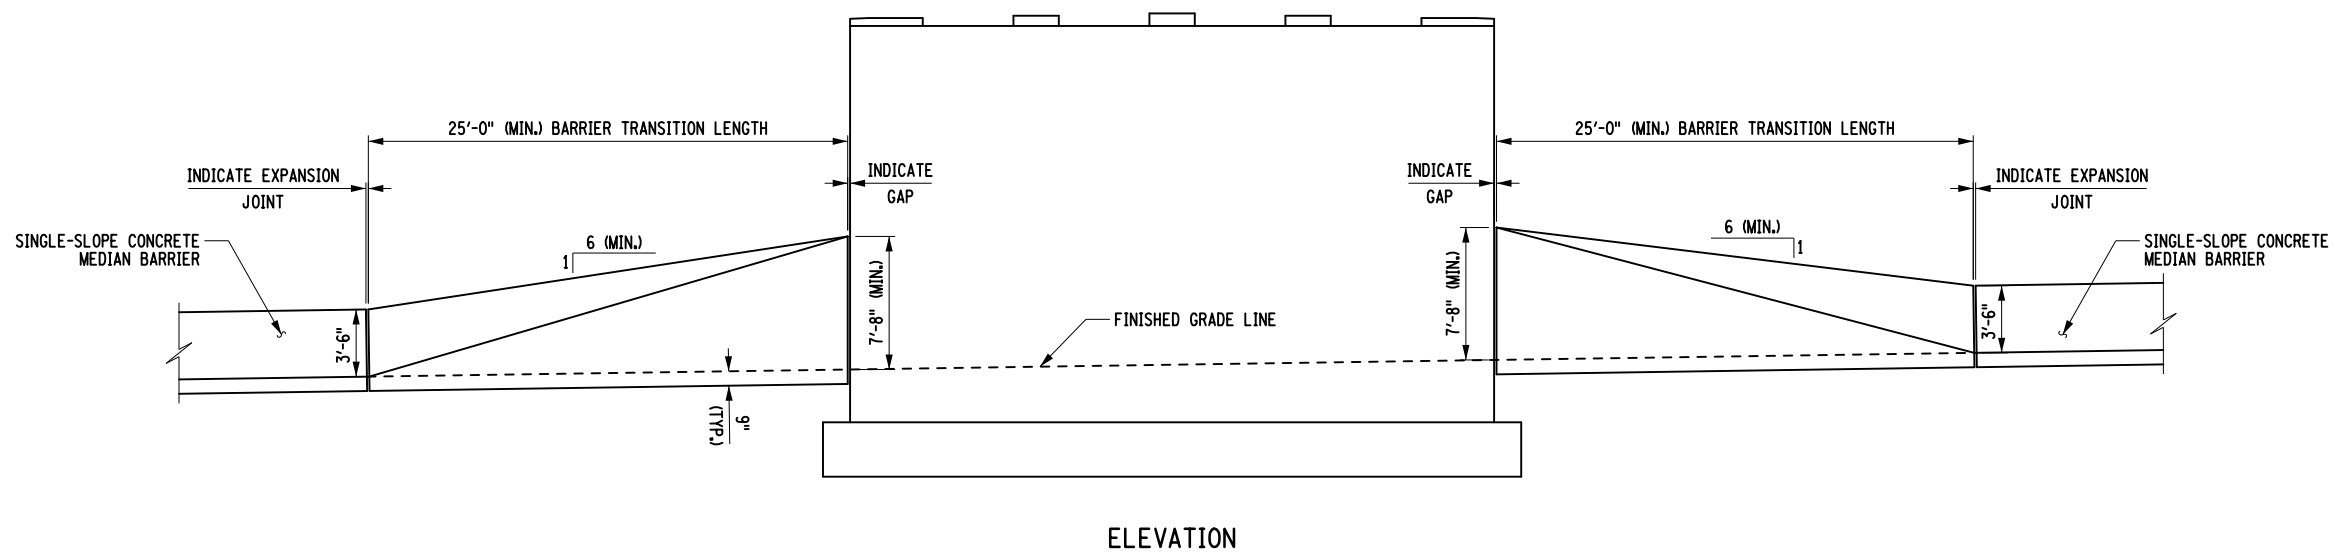 25'-0" (MIN.) BARRIER TRANSITION LENGTH
25'-0" (MIN.) BARRIER TRANSITION LENGTH
INDICATE EXPANSION
JOINT
INDICATE
GAP
INDICATE
GAP
INDICATE EXPANSION
JOINT
SINGLE-SLOPE CONCRETE
MEDIAN BARRIER
6 (MIN.)
1
6 (MIN.)
1
SINGLE-SLOPE CONCRETE
MEDIAN BARRIER
3'-6"
7'-8" (MIN.)
FINISHED GRADE LINE
7'-8" (MIN.)
3'-6"
9"
(TYP.)
ELEVATION